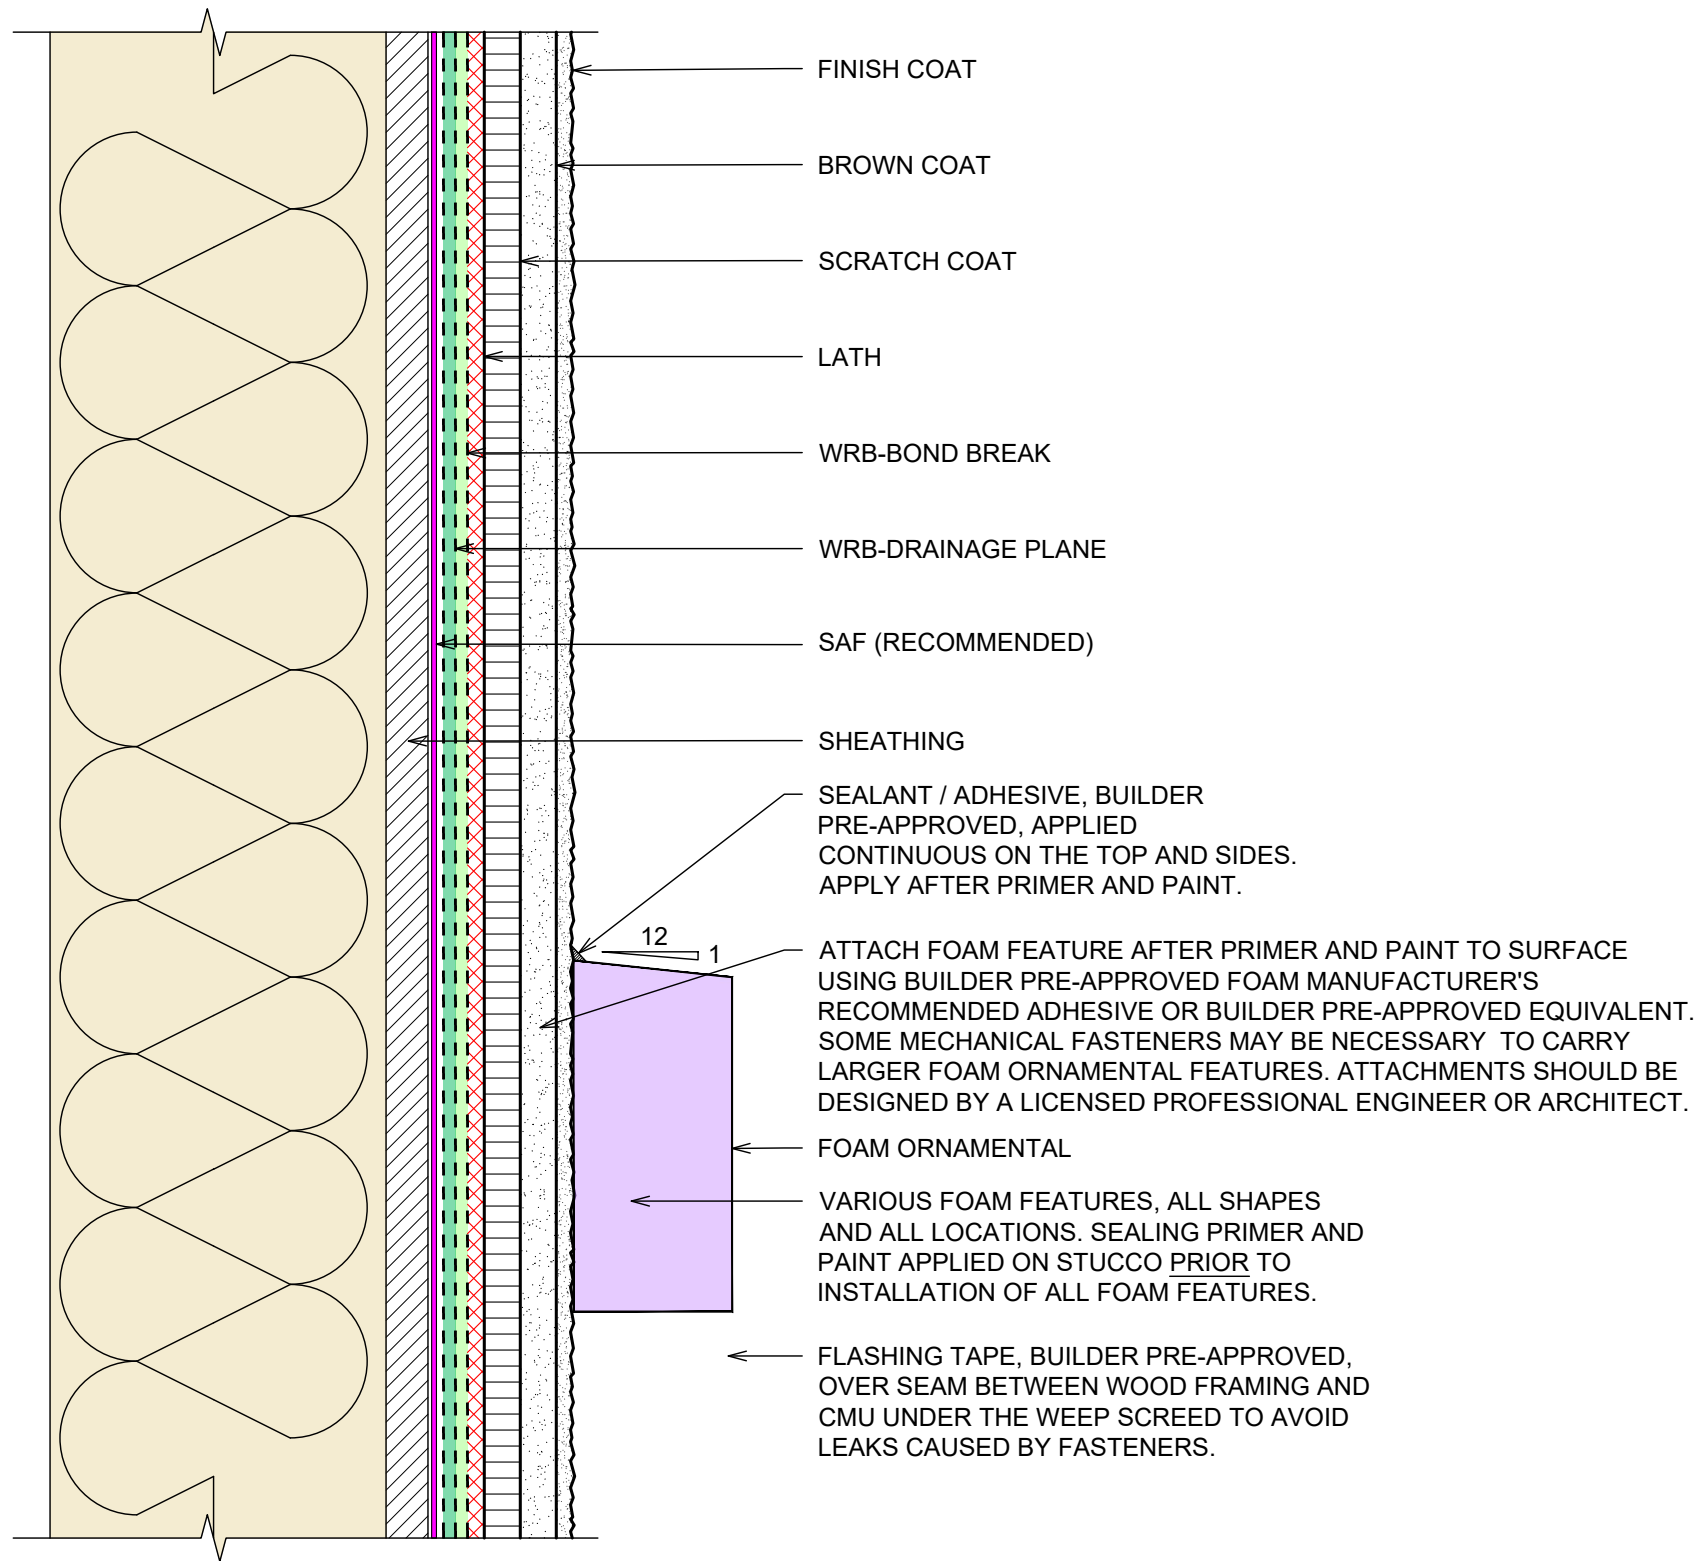 FINISH COAT
BROWN COAT
SCRATCH COAT
LATH
WRB-BOND BREAK
WRB-DRAINAGE PLANE
SAF (RECOMMENDED)
SHEATHING
SEALANT / ADHESIVE, BUILDER
PRE-APPROVED, APPLIED
CONTINUOUS ON THE TOP AND SIDES.
APPLY AFTER PRIMER AND PAINT.
12
1
ATTACH FOAM FEATURE AFTER PRIMER AND PAINT TO SURFACE
USING BUILDER PRE-APPROVED FOAM MANUFACTURER'S
RECOMMENDED ADHESIVE OR BUILDER PRE-APPROVED EQUIVALENT.
SOME MECHANICAL FASTENERS MAY BE NECESSARY TO CARRY
LARGER FOAM ORNAMENTAL FEATURES. ATTACHMENTS SHOULD BE
DESIGNED BY A LICENSED PROFESSIONAL ENGINEER OR ARCHITECT.
FOAM ORNAMENTAL
VARIOUS FOAM FEATURES, ALL SHAPES
AND ALL LOCATIONS. SEALING PRIMER AND
PAINT APPLIED ON STUCCO PRIOR TO
INSTALLATION OF ALL FOAM FEATURES.
FLASHING TAPE, BUILDER PRE-APPROVED,
OVER SEAM BETWEEN WOOD FRAMING AND
CMU UNDER THE WEEP SCREED TO AVOID
LEAKS CAUSED BY FASTENERS.